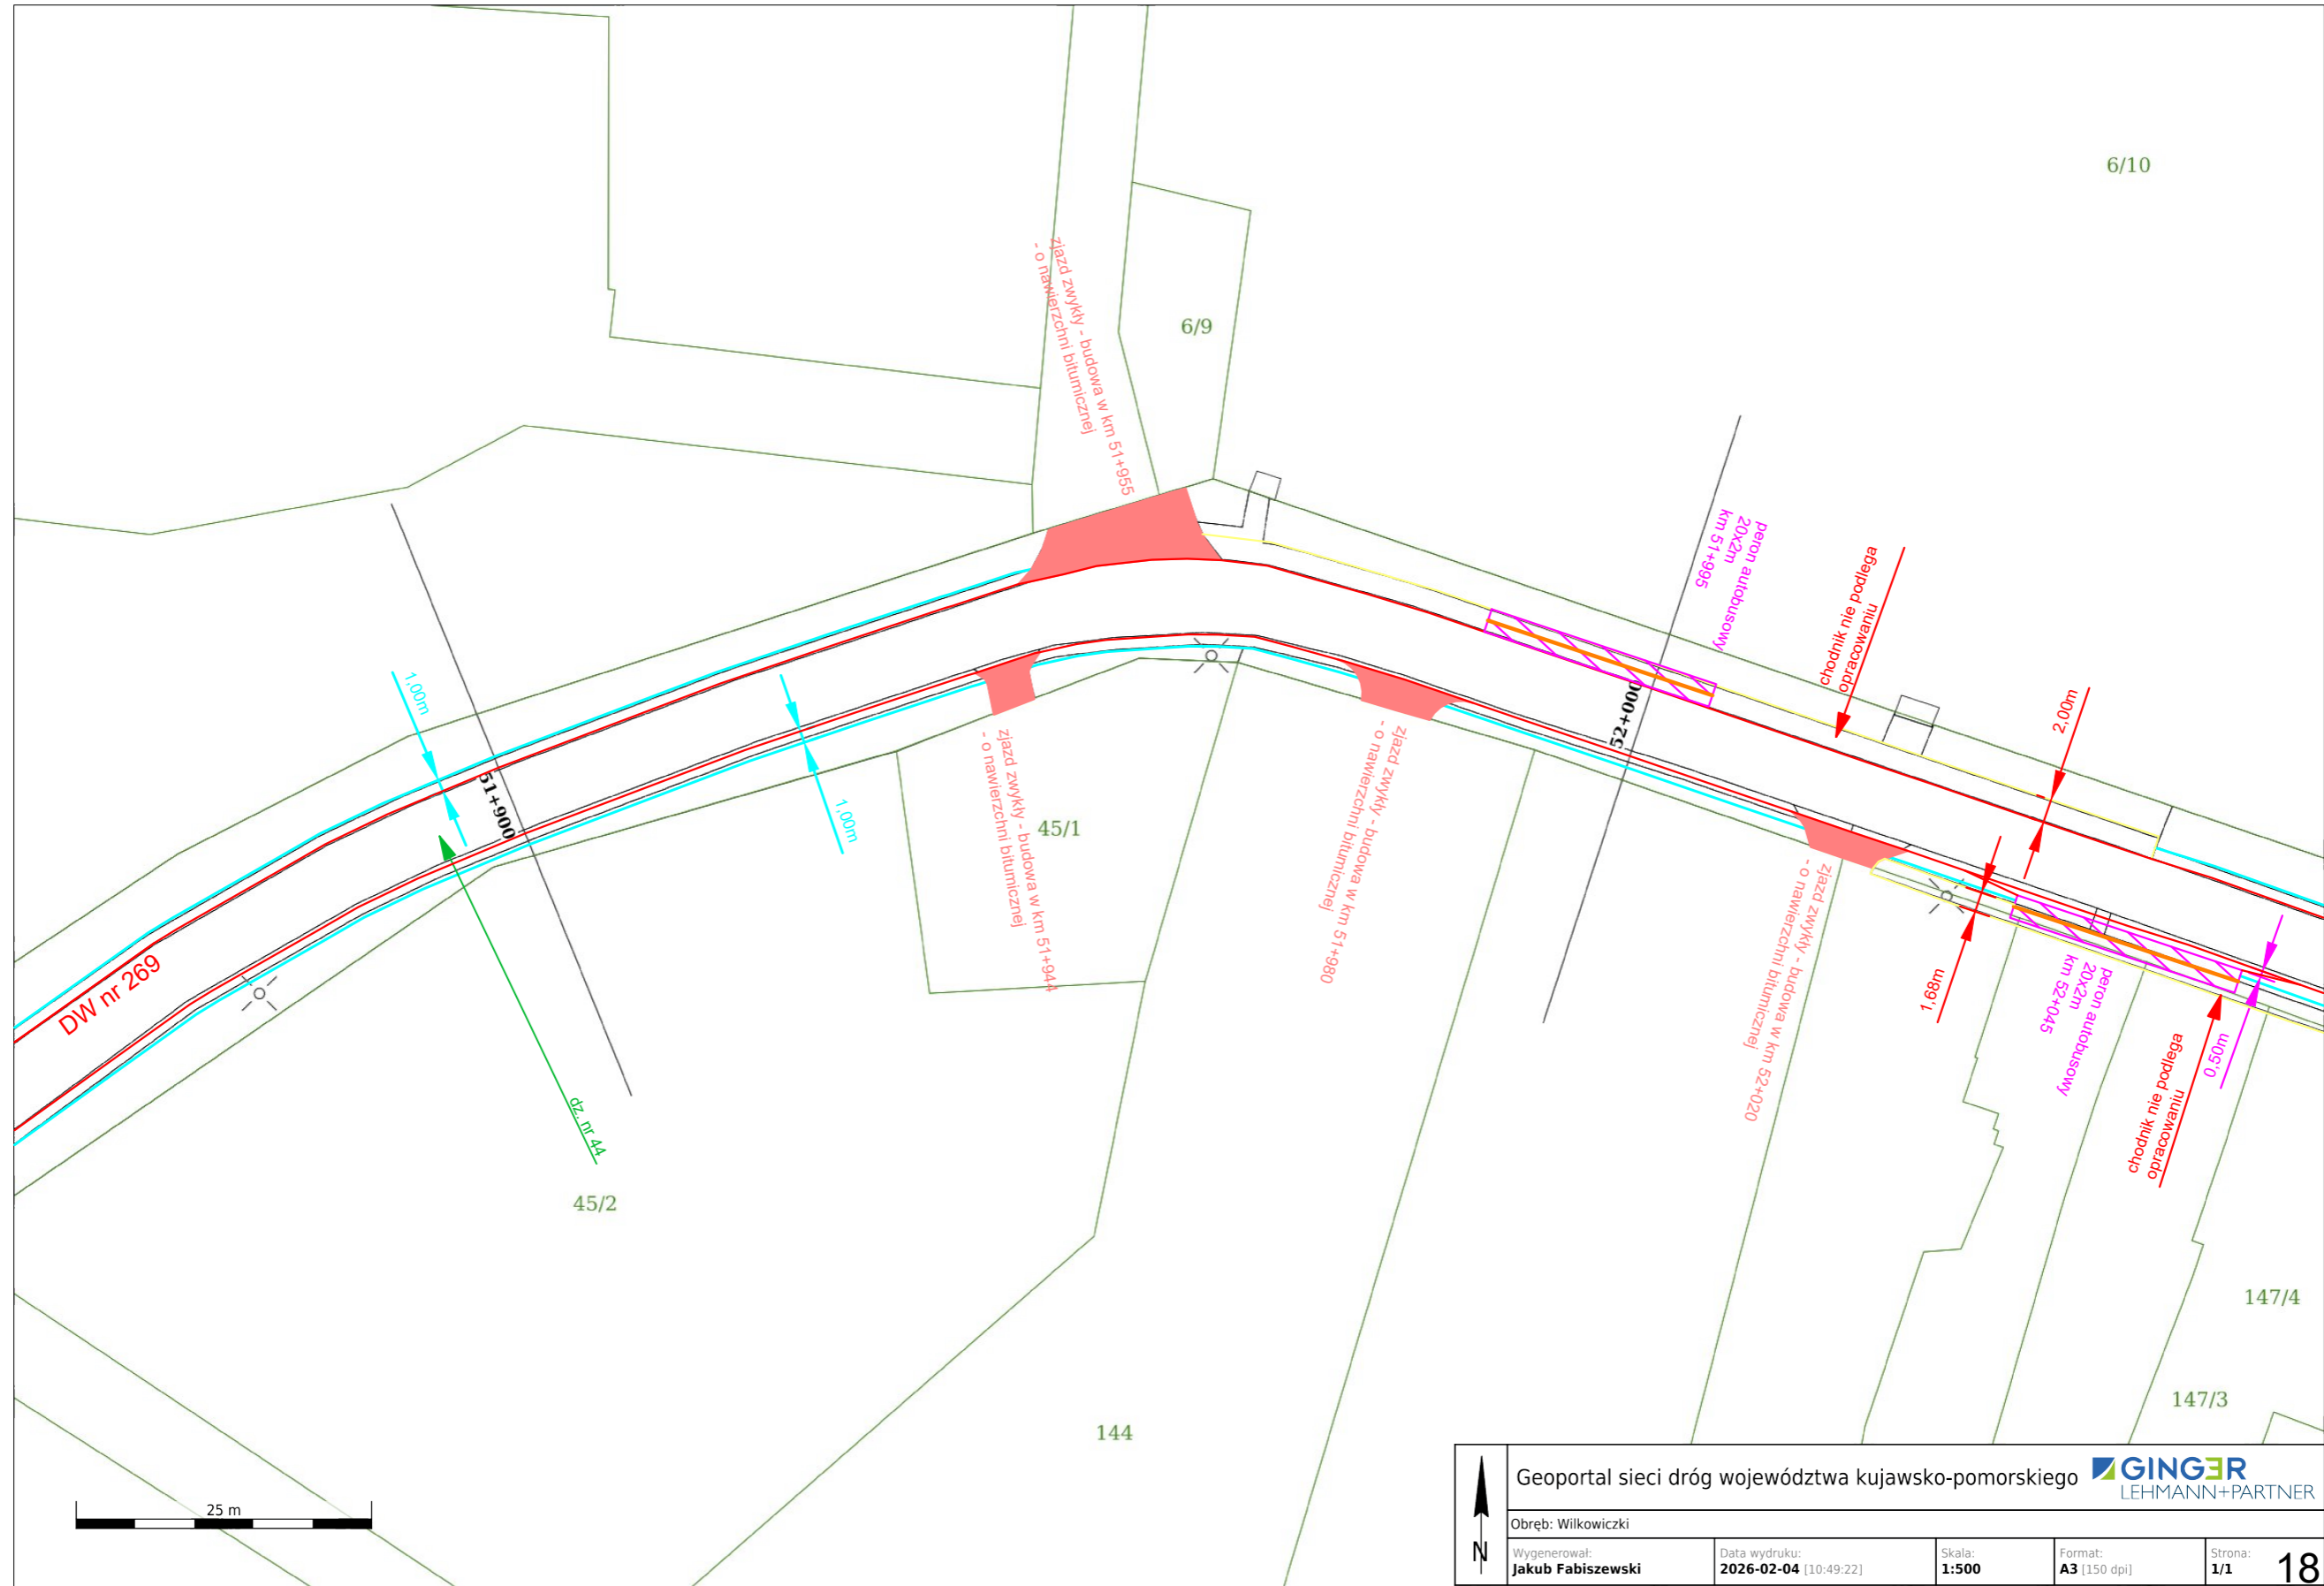 6/10
6/9
zjazd zwykły - budowa w km 51+955
- o nawierzchni bitumicznej
peron autobusowy
20x2m
km 51+995
chodnik nie podlega
opracowaniu
2,00m
1,00m
51+900
1,00m
52+000
45/1
zjazd zwykły - budowa w km 51+944
- o nawierzchni bitumicznej
zjazd zwykły - budowa w km 51+980
- o nawierzchni bitumicznej
zjazd zwykły - budowa w km 52+020
- o nawierzchni bitumicznej
DW nr 269
1,68m
peron autobusowy
20x2m
km 52+045
0,50m
chodnik nie podlega
opracowaniu
dz. nr 44
45/2
147/4
147/3
144
25 m
N
Geoportal sieci dróg województwa kujawsko-pomorskiego
GINGER
LEHMANN+PARTNER
Obręb: Wilkowiczki
Wygenerował:
Jakub Fabiszewski
Data wydruku:
2026-02-04 [10:49:22]
Skala:
1:500
Format:
A3 [150 dpi]
Strona:
1/1
18